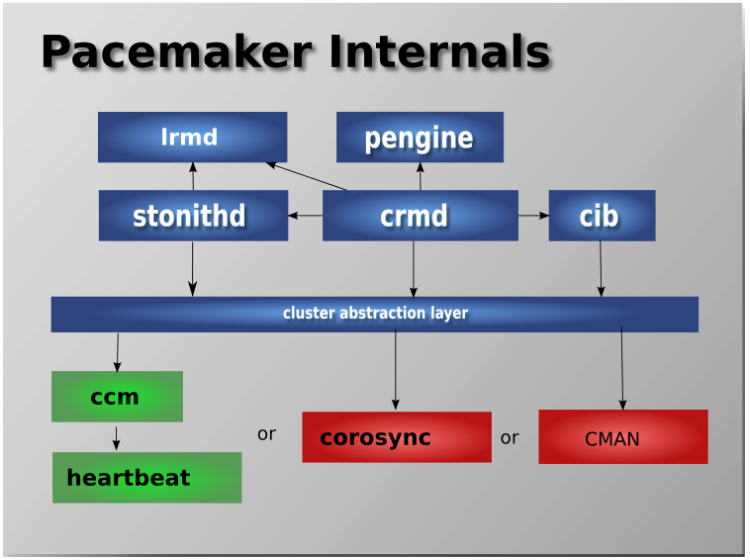 Pacemaker Internals
lrmd
pengine
stonithd
crmd
cib
cluster abstraction layer
ccm
or
corosync
or
CMAN
heartbeat